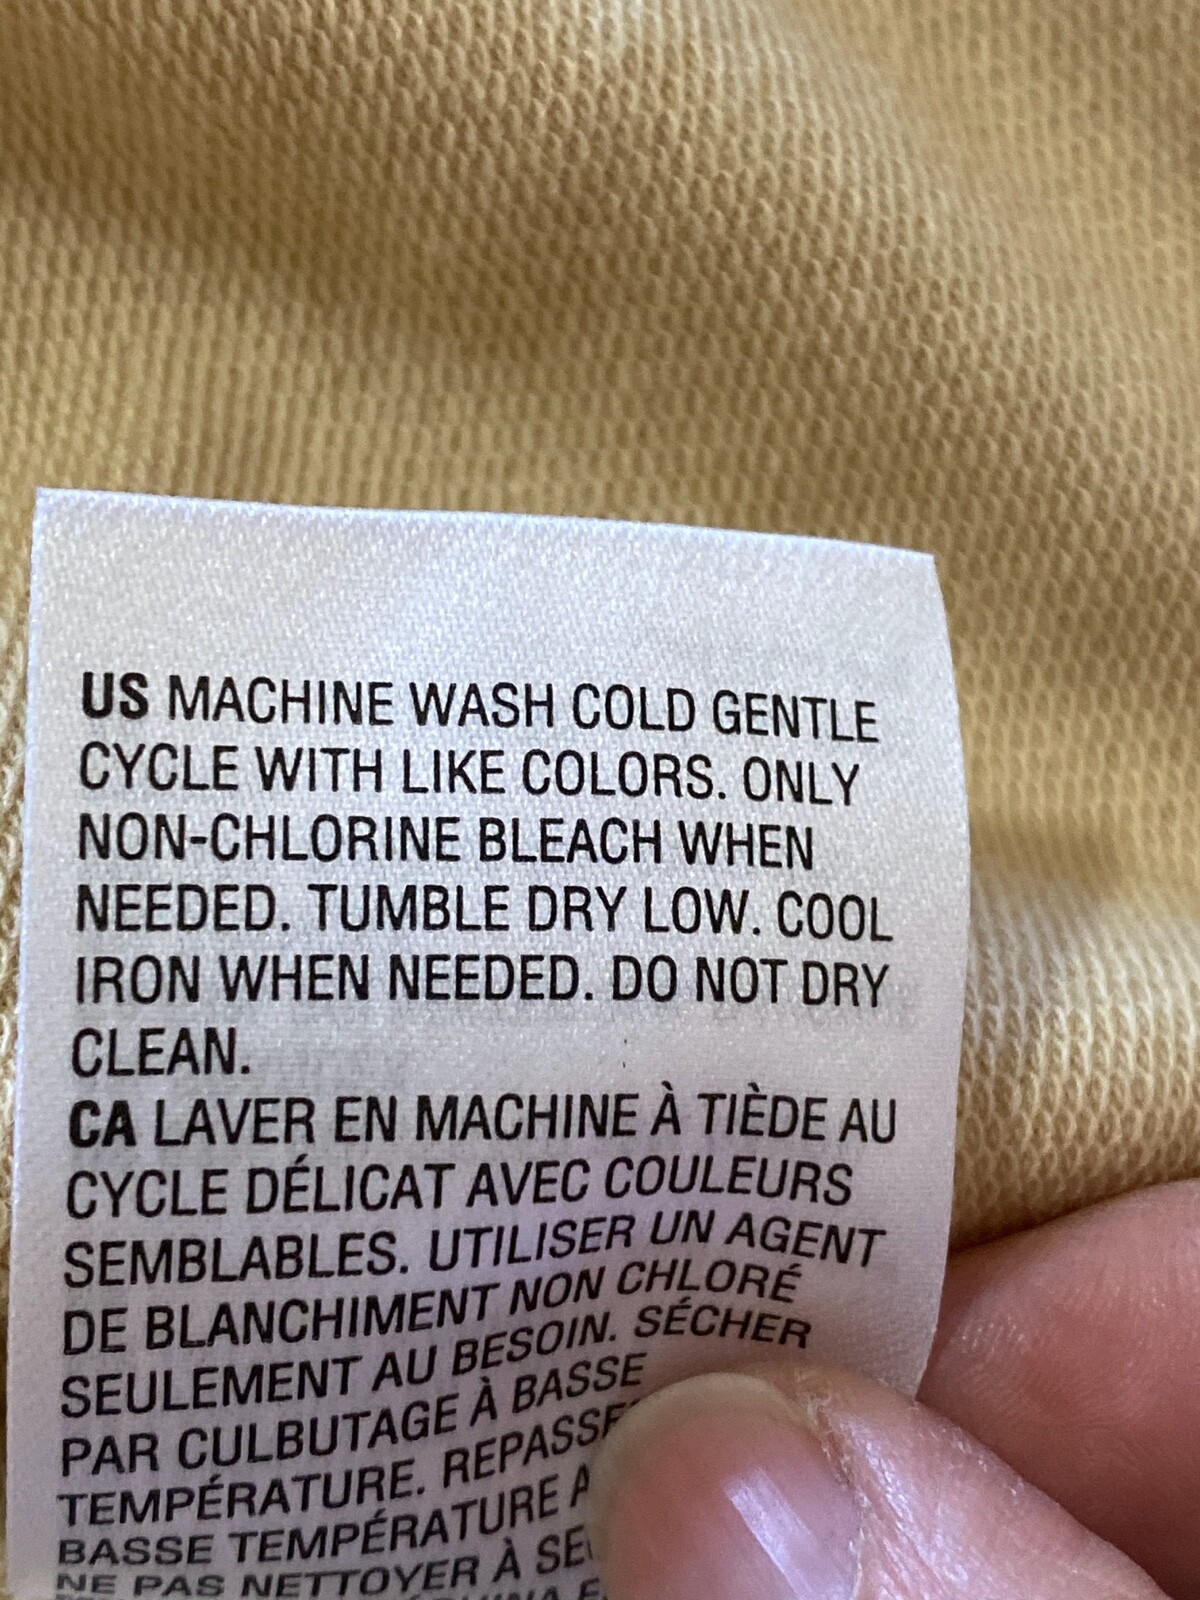 US MACHINE WASH COLD GENTLE
CYCLE WITH LIKE COLORS. ONLY
NON-CHLORINE BLEACH WHEN
NEEDED. TUMBLE DRY LOW. COOL
IRON WHEN NEEDED. DO NOT DRY
CLEAN.
CA LAVER EN MACHINE À TIÈDE AU
CYCLE DÉLICAT AVEC COULEURS
SEMBLABLES. UTILISER UN AGENT
DE BLANCHIMENT NON CHLORÉ
SEULEMENT AU BESOIN. SÉCHER
PAR CULBUTAGE À BASSE
TEMPÉRATURE.
BASSE TEMPÉRATURE
NE PAS NETTOYER À